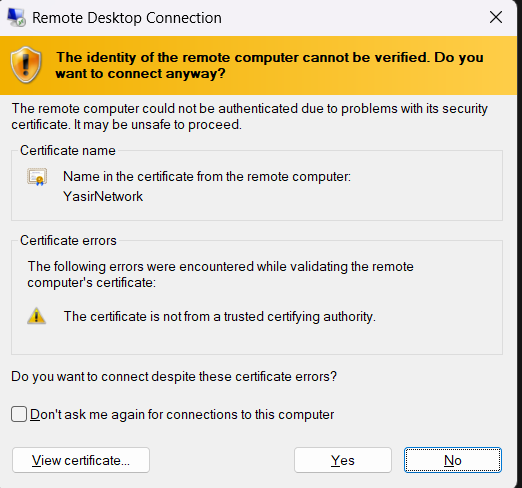 Remote Desktop Connection
The identity of the remote computer cannot be verified. Do you
want to connect anyway?
The remote computer could not be authenticated due to problems with its security
certificate. It may be unsafe to proceed.
Certificate name
Name in the certificate from the remote computer:
YasirNetwork
Certificate errors
The following errors were encountered while validating the remote
computer's certificate:
The certificate is not from a trusted certifying authority.
Do you want to connect despite these certificate errors?
Don't ask me again for connections to this computer
View certificate... Yes No